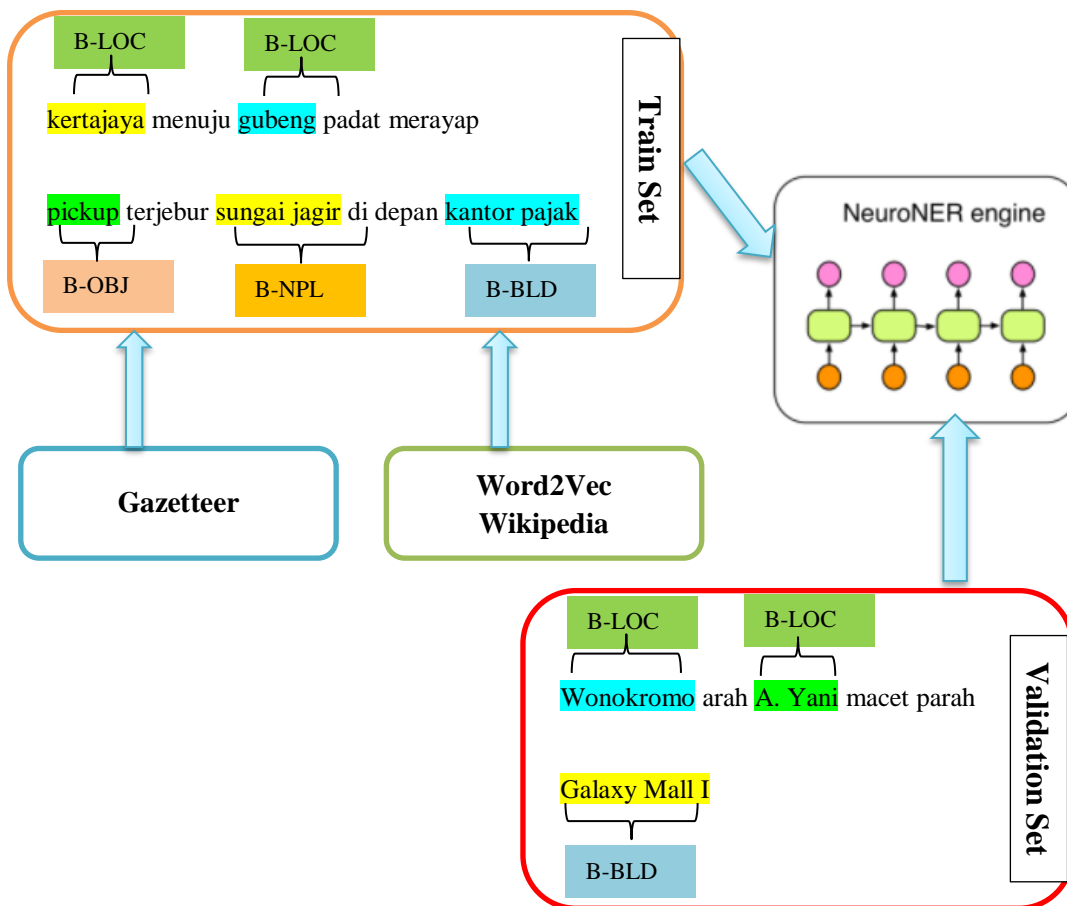 B-LOC B-LOC
kertajaya menuju gubeng padat merayap
pickup terjebur sungai jagir di depan kantor pajak
B-OBJ B-NPL B-BLD
Train Set
NeuroNER engine
Gazetteer
Word2Vec
Wikipedia
B-LOC B-LOC
Wonokromo arah A. Yani macet parah
Galaxy Mall I
B-BLD
Validation Set